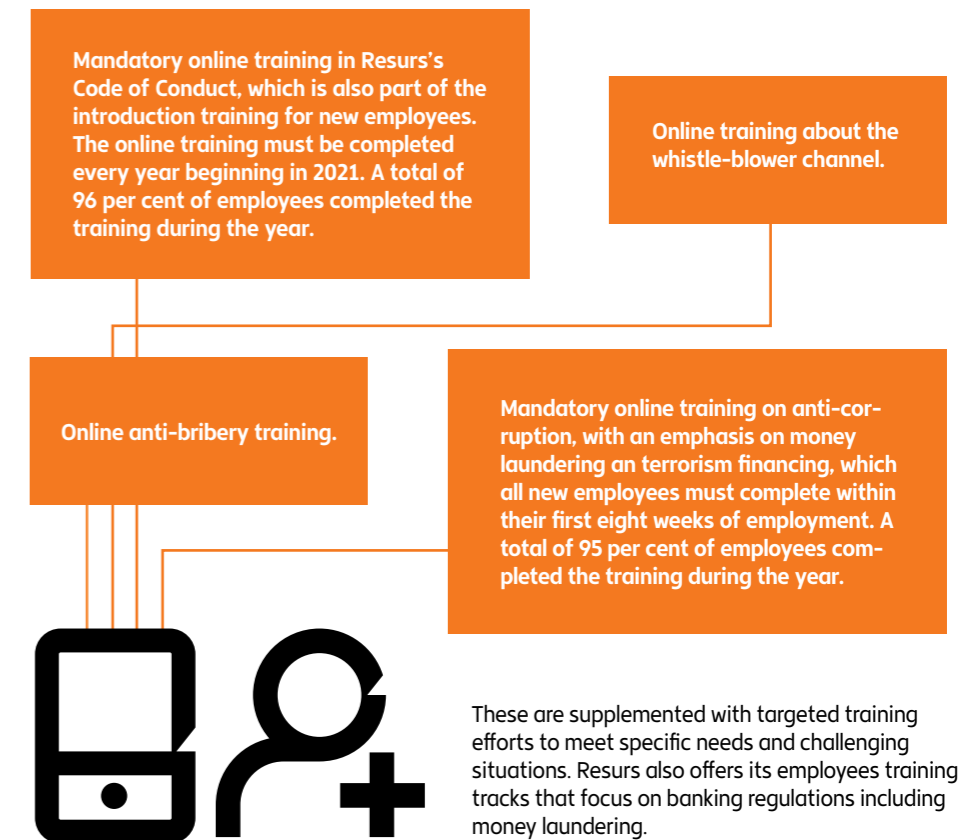 Mandatory online training in Resurs's
Code of Conduct, which is also part of the
introduction training for new employees.
The online training must be completed
every year beginning in 2021. A total of
96 per cent of employees completed the
training during the year.
Online training about the
whistle-blower channel.
Online anti-bribery training.
Mandatory online training on anti-cor-
ruption, with an emphasis on money
laundering an terrorism financing, which
all new employees must complete within
their first eight weeks of employment. A
total of 95 per cent of employees com-
pleted the training during the year.
These are supplemented with targeted training
efforts to meet specific needs and challenging
situations. Resurs also offers its employees training
tracks that focus on banking regulations including
money laundering.